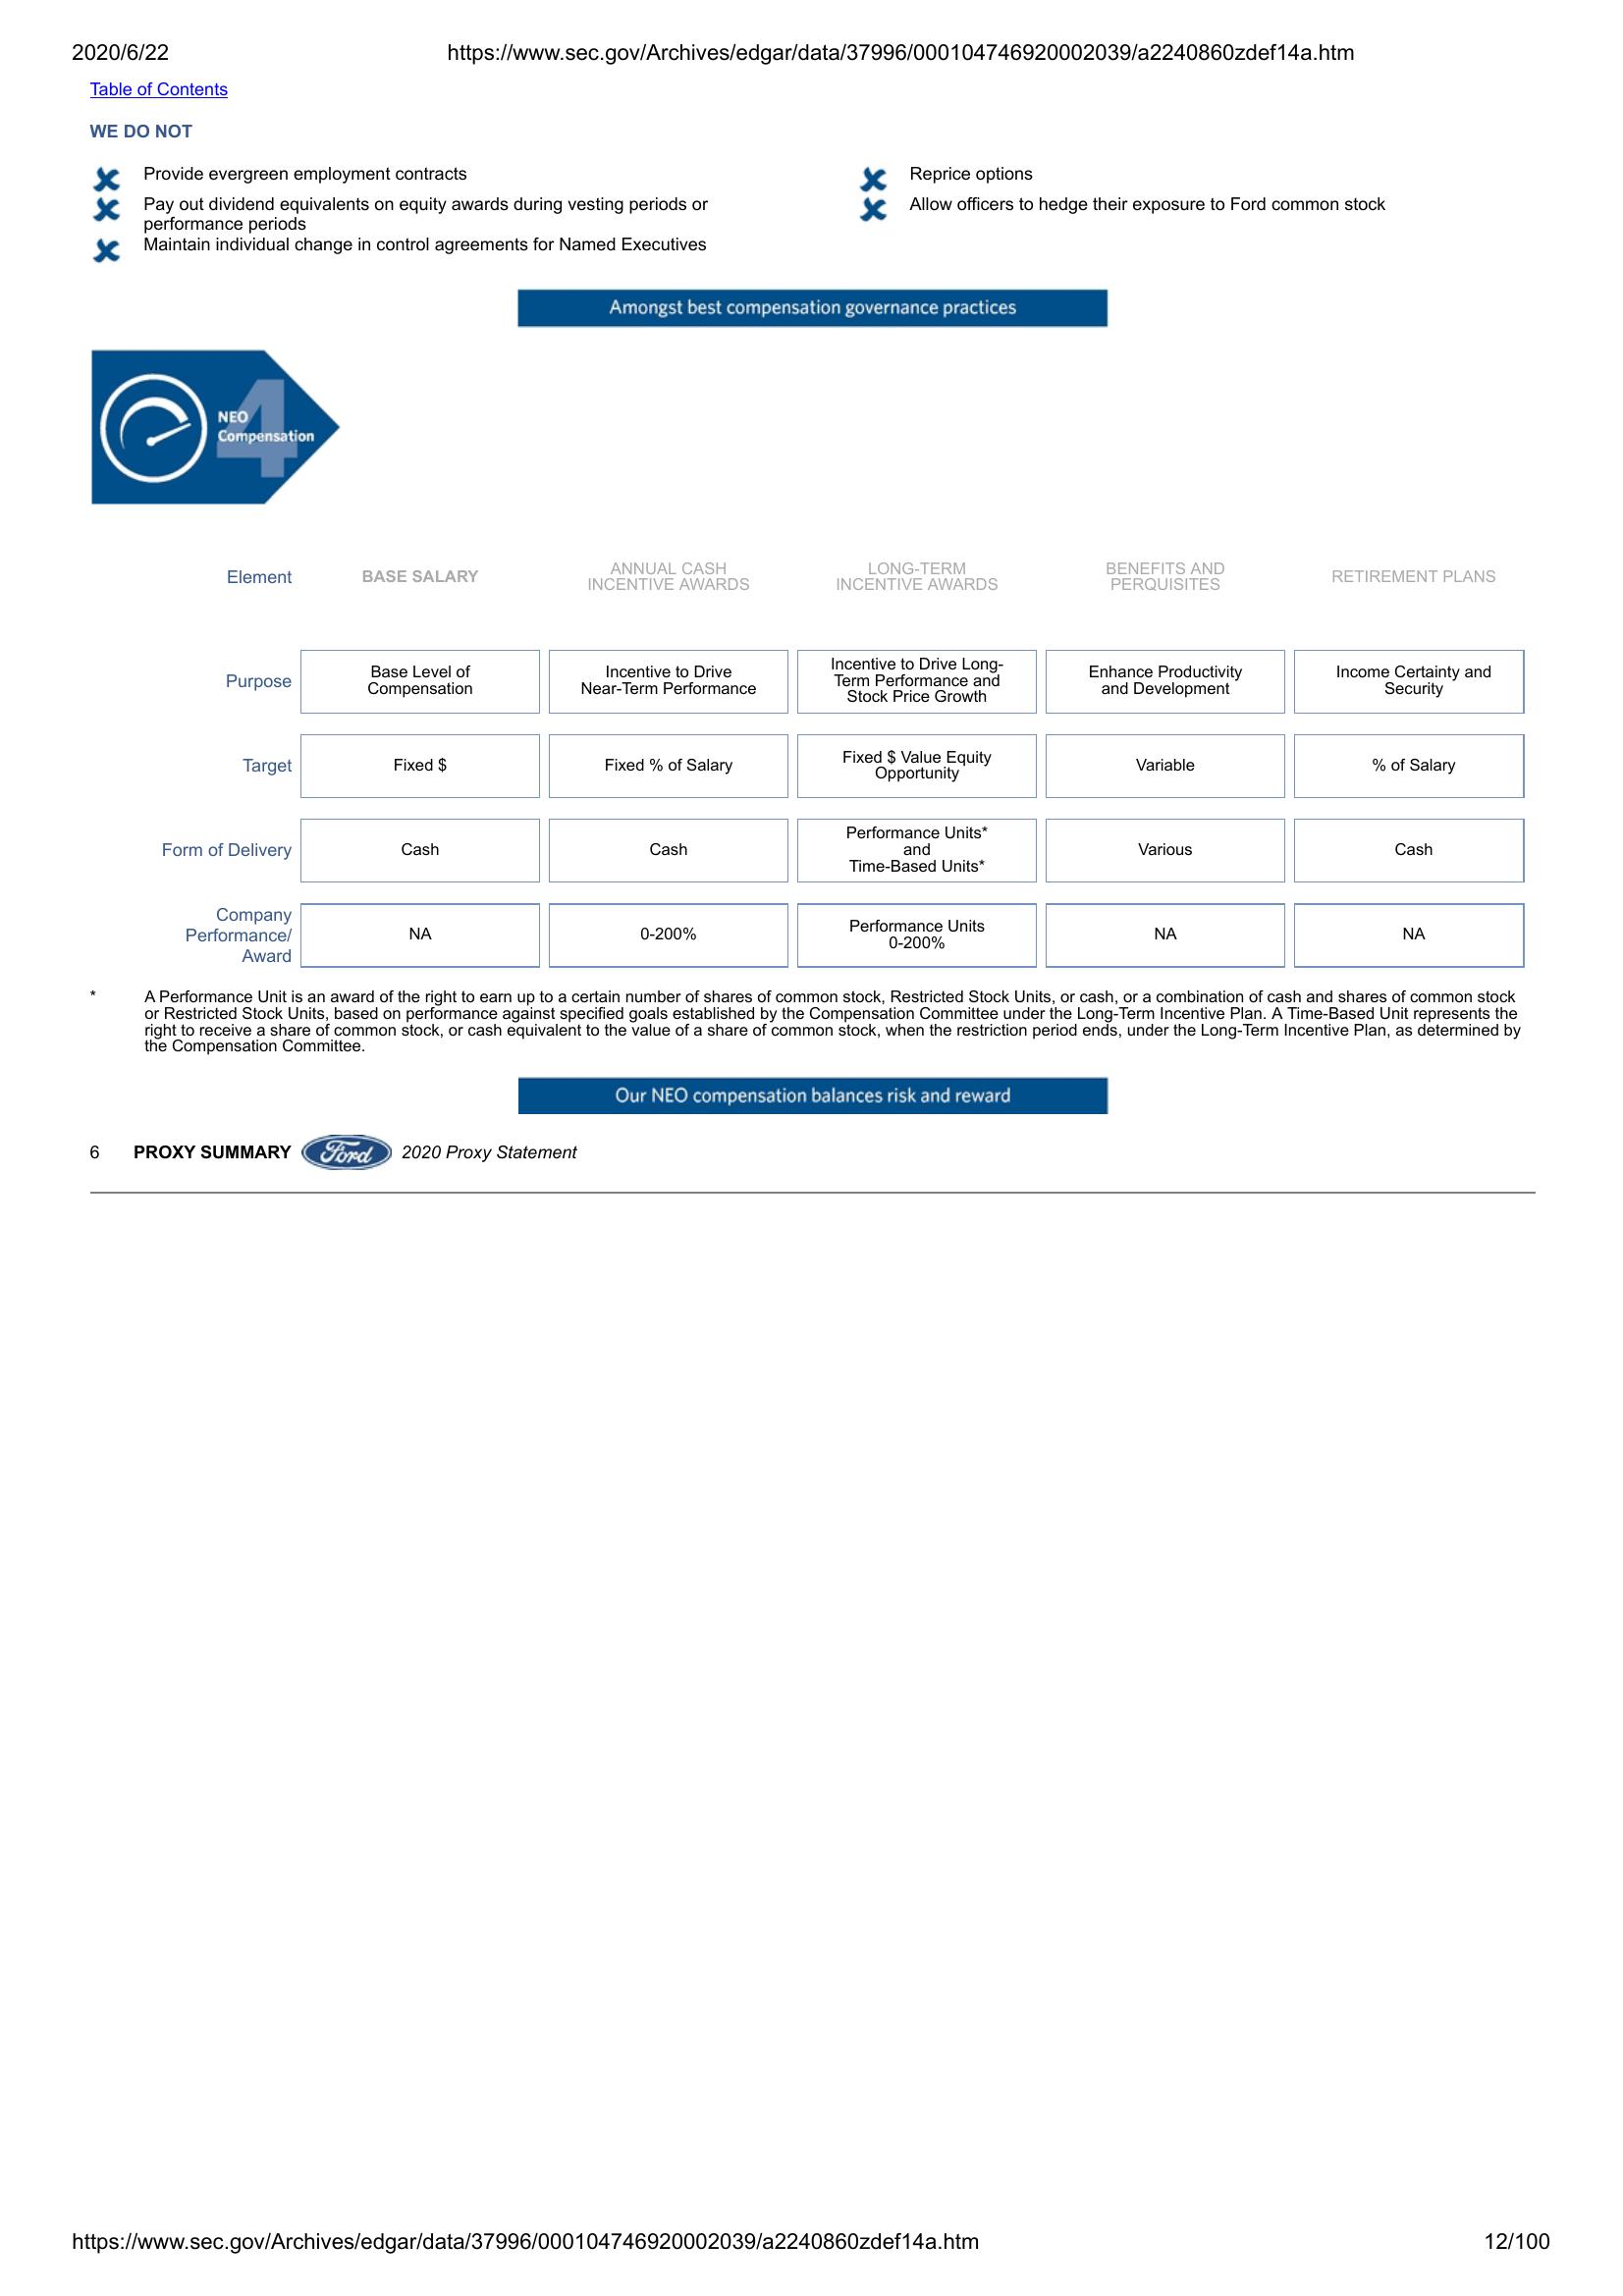 2020/6/22 https://www.sec.gov/Archives/edgar/data/37996/000104746920002039/a2240860zdef14a.htm
Table of Contents
WE DO NOT
Provide evergreen employment contracts
Pay out dividend equivalents on equity awards during vesting periods or
performance periods
Maintain individual change in control agreements for Named Executives
Reprice options
Allow officers to hedge their exposure to Ford common stock
Amongst best compensation governance practices
4
NEO
Compensation
Element
BASE SALARY
ANNUAL CASH
INCENTIVE AWARDS
LONG-TERM
INCENTIVE AWARDS
BENEFITS AND
PERQUISITES
RETIREMENT PLANS
Purpose
Base Level of
Compensation
Incentive to Drive
Near-Term Performance
Incentive to Drive Long-
Term Performance and
Stock Price Growth
Enhance Productivity
and Development
Income Certainty and
Security
Target
Fixed $
Fixed % of Salary
Fixed $ Value Equity
Opportunity
Variable
% of Salary
Form of Delivery
Cash
Cash
Performance Units*
and
Time-Based Units*
Various
Cash
Company
Performance/
Award
NA
0-200%
Performance Units
0-200%
NA
NA
* A Performance Unit is an award of the right to earn up to a certain number of shares of common stock, Restricted Stock Units, or cash, or a combination of cash and shares of common stock
or Restricted Stock Units, based on performance against specified goals established by the Compensation Committee under the Long-Term Incentive Plan. A Time-Based Unit represents the
right to receive a share of common stock, or cash equivalent to the value of a share of common stock, when the restriction period ends, under the Long-Term Incentive Plan, as determined by
the Compensation Committee.
Our NEO compensation balances risk and reward
6 PROXY SUMMARY Ford 2020 Proxy Statement
https://www.sec.gov/Archives/edgar/data/37996/000104746920002039/a2240860zdef14a.htm 12/100